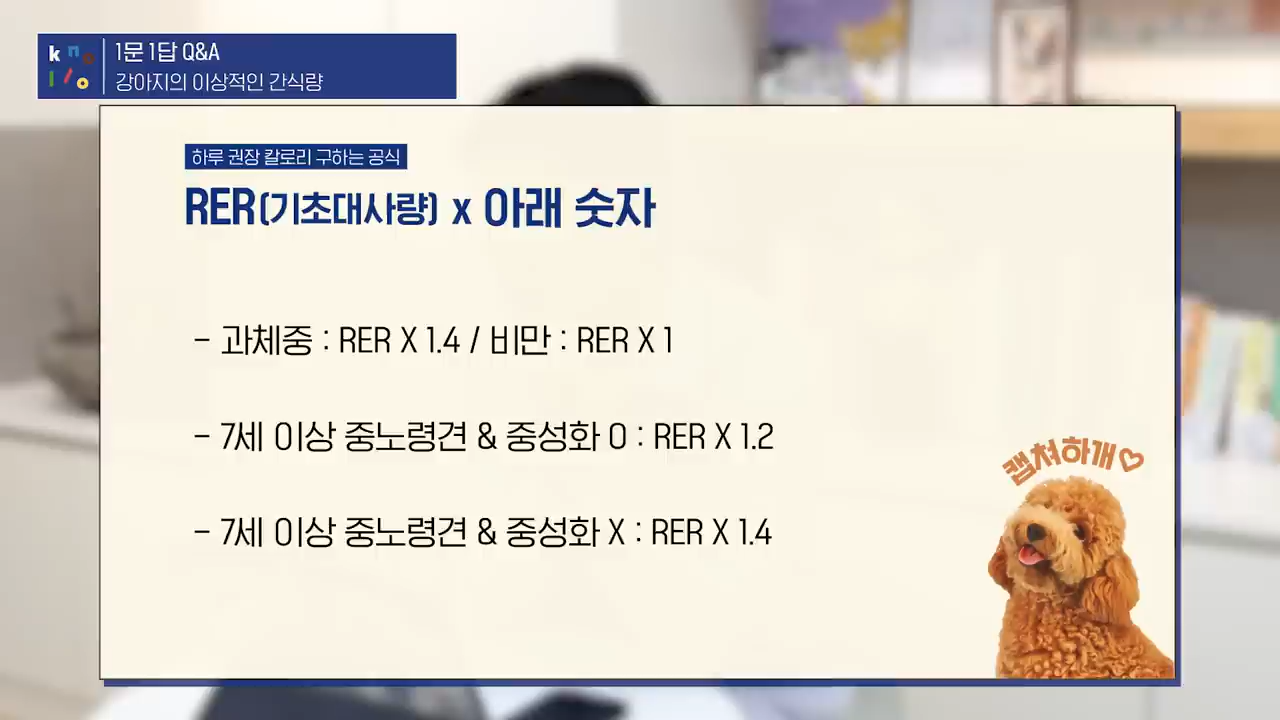 1문 1답 Q&A
강아지의 이상적인 간식량
하루 권장 칼로리 구하는 공식
RER(기초대사량) x 아래 숫자
- 과체중 : RER X 1.4 / 비만 : RER X 1
- 7세 이상 중노령견 & 중성화 O : RER X 1.2
- 7세 이상 중노령견 & 중성화 X : RER X 1.4
캡쳐하개♡